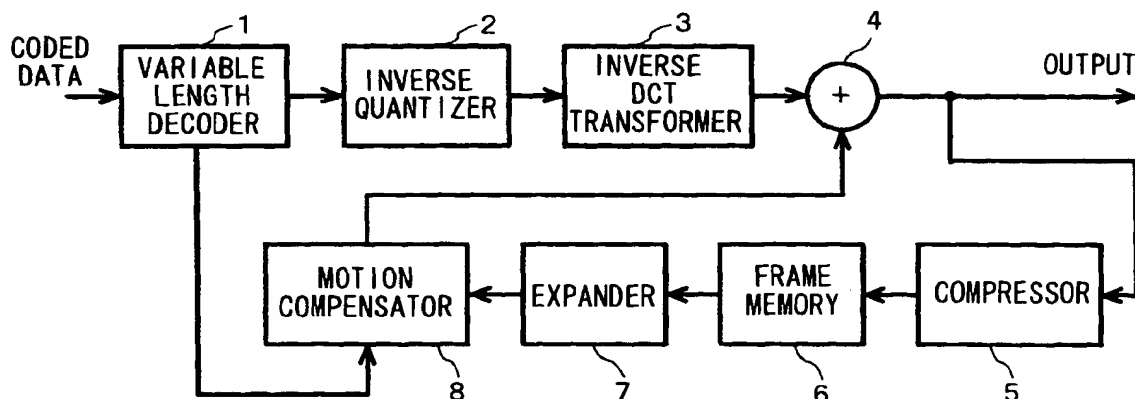 1
2
3
4
CODED
DATA
VARIABLE
LENGTH
DECODER
INVERSE
QUANTIZER
INVERSE
DCT
TRANSFORMER
+
OUTPUT
MOTION
COMPENSATOR
EXPANDER
FRAME
MEMORY
COMPRESSOR
8
7
6
5